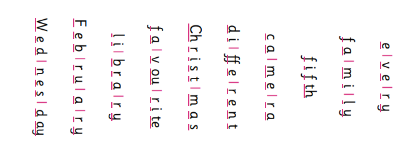 e|ve|ry
fa|mi|ly
fifth
ca|me|ra
di|ffe|rent
Christ|mas
fa|vou|rite
li|bra|ry
Feb|ru|a|ry
Wed|nes|day